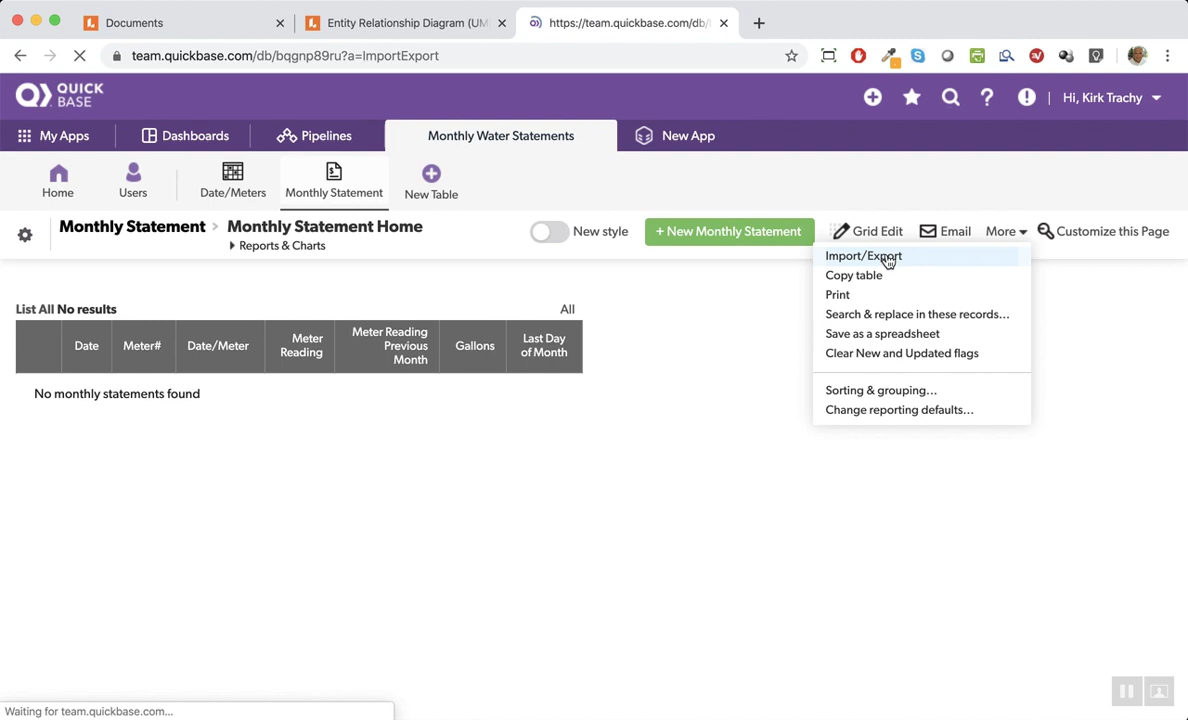 Documents
Entity Relationship Diagram (UM
https://team.quickbase.com/db/
team.quickbase.com/db/bqgnp89ru?a=ImportExport
QUICK
BASE
Hi, Kirk Trachy
My Apps
Dashboards
Pipelines
Monthly Water Statements
New App
Home
Users
Date/Meters
Monthly Statement
New Table
Monthly Statement > Monthly Statement Home
Reports & Charts
New style
+ New Monthly Statement
Grid Edit
Email
More
Customize this Page
Import/Export
Copy table
Print
Search & replace in these records...
Save as a spreadsheet
Clear New and Updated flags
Sorting & grouping...
Change reporting defaults...
List All No results
All
Date
Meter#
Date/Meter
Meter
Reading
Meter Reading
Previous
Month
Gallons
Last Day
of Month
No monthly statements found
Waiting for team.quickbase.com...